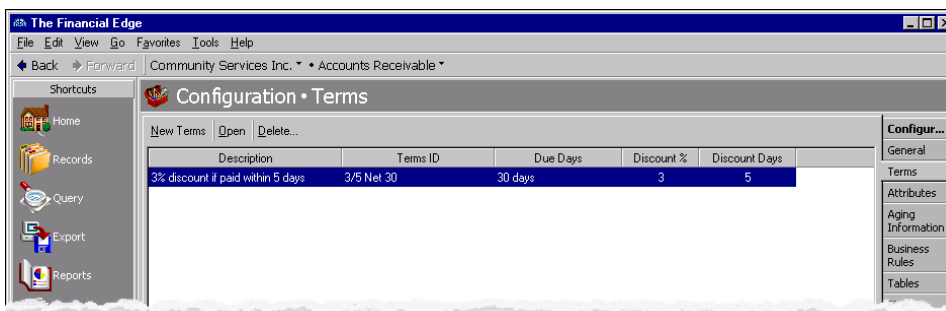 The Financial Edge
File Edit View Go Favorites Tools Help
Back Forward Community Services Inc. • Accounts Receivable
Shortcuts
Configuration • Terms
Home
Records
Query
Export
Reports
New Terms Open Delete...
Description Terms ID Due Days Discount % Discount Days
3% discount if paid within 5 days 3/5 Net 30 30 days 3 5
Configur...
General
Terms
Attributes
Aging
Information
Business
Rules
Tables